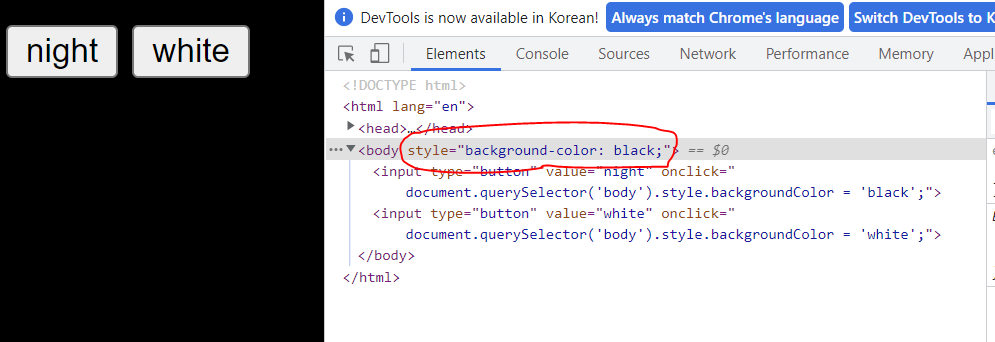 night white
DevTools is now available in Korean! Always match Chrome's language Switch DevTools to K
Elements Console Sources Network Performance Memory Appl
<!DOCTYPE html>
<html lang="en">
<head>…</head>
<body style="background-color: black;"> == $0
<input type="button" value="night" onclick="
document.querySelector('body').style.backgroundColor = 'black';">
<input type="button" value="white" onclick="
document.querySelector('body').style.backgroundColor = 'white';">
</body>
</html>